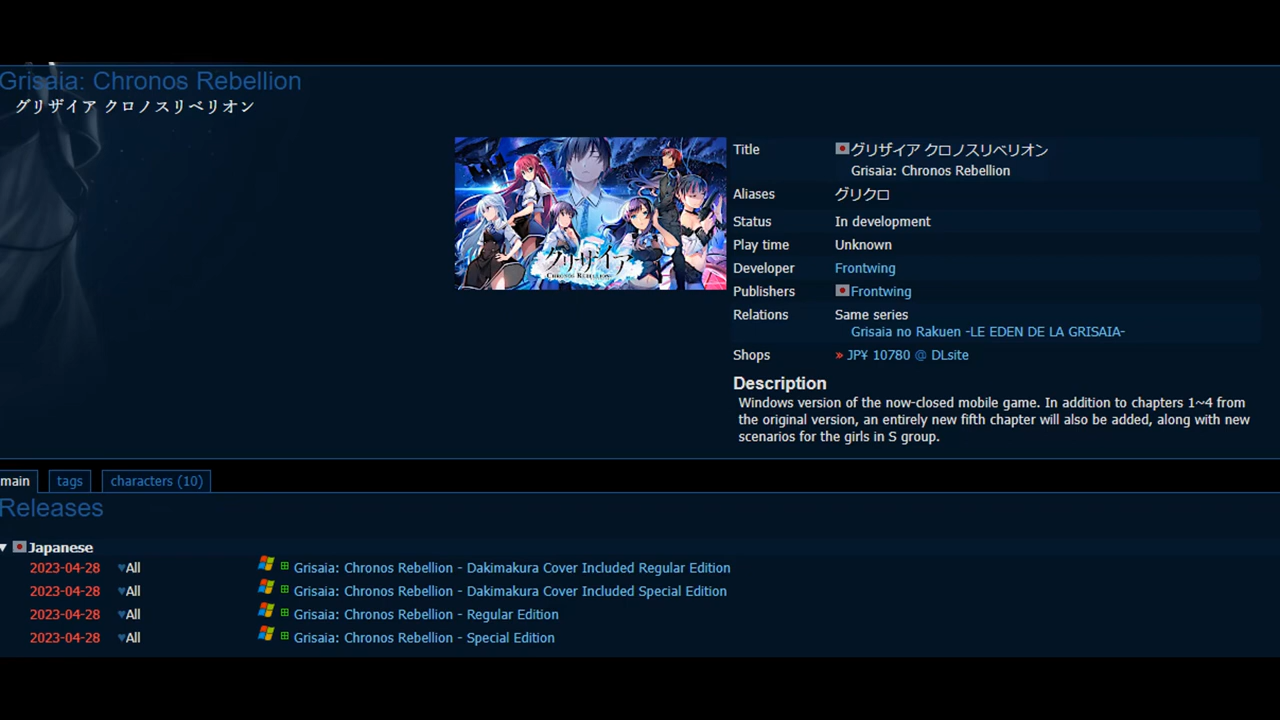 Grisaia: Chronos Rebellion
グリザイア クロノスリベリオン
グリザイア
CHRONOS REBELLION
Title グリザイア クロノスリベリオン
Grisaia: Chronos Rebellion
Aliases グリクロ
Status In development
Play time Unknown
Developer Frontwing
Publishers Frontwing
Relations Same series
Grisaia no Rakuen -LE EDEN DE LA GRISAIA-
Shops » JP¥ 10780 @ DLsite
Description
Windows version of the now-closed mobile game. In addition to chapters 1~4 from
the original version, an entirely new fifth chapter will also be added, along with new
scenarios for the girls in S group.
main tags characters (10)
Releases
▼ Japanese
2023-04-28 ♥All Grisaia: Chronos Rebellion - Dakimakura Cover Included Regular Edition
2023-04-28 ♥All Grisaia: Chronos Rebellion - Dakimakura Cover Included Special Edition
2023-04-28 ♥All Grisaia: Chronos Rebellion - Regular Edition
2023-04-28 ♥All Grisaia: Chronos Rebellion - Special Edition